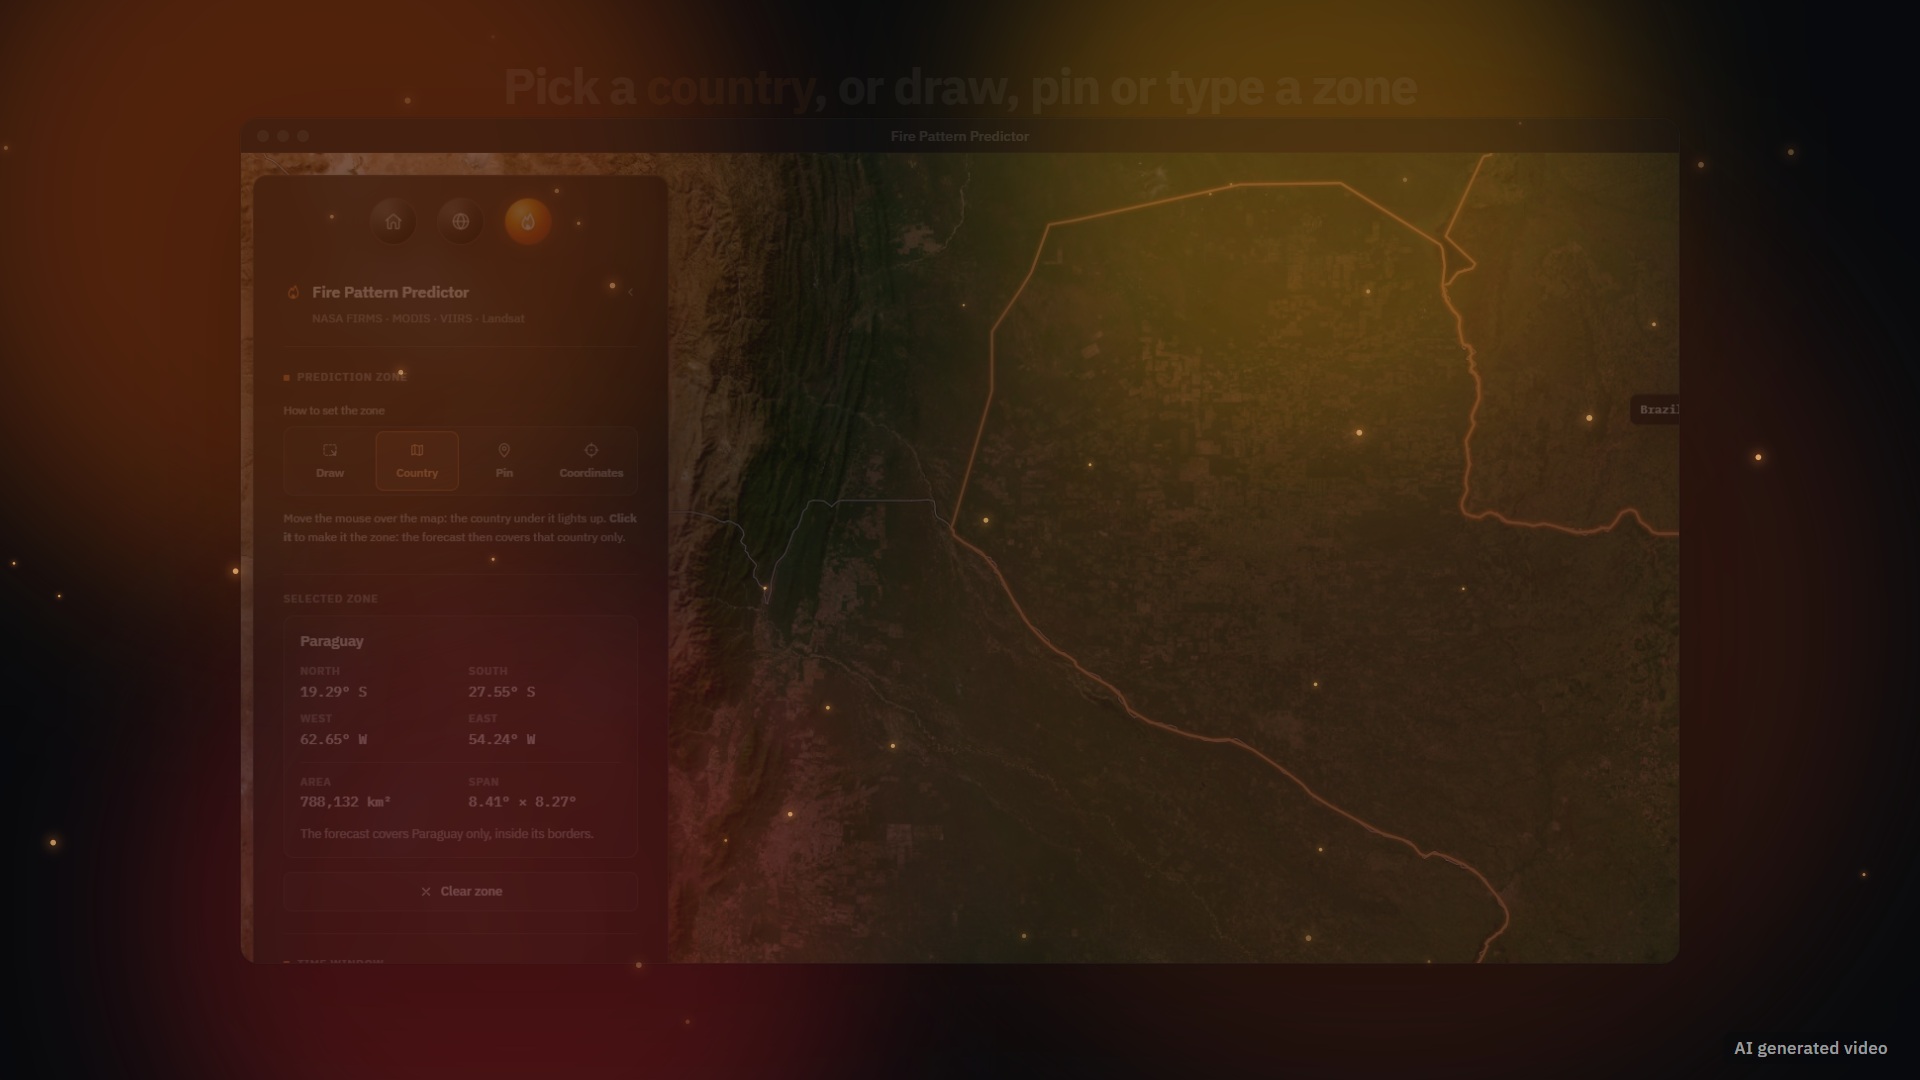 Pick a country, or draw, pin or type a zone
Fire Pattern Predictor
Fire Pattern Predictor
NASA FIRMS · MODIS · VIIRS · Landsat
PREDICTION ZONE
How to set the zone
Draw
Country
Pin
Coordinates
Move the mouse over the map: the country under it lights up. Click
it to make it the zone: the forecast then covers that country only.
SELECTED ZONE
Paraguay
NORTH
SOUTH
19.29° S
27.55° S
WEST
EAST
62.65° W
54.24° W
AREA
SPAN
788,132 km²
8.41° × 8.27°
The forecast covers Paraguay only, inside its borders.
Clear zone
TIME WINDOW
Brazil
AI generated video